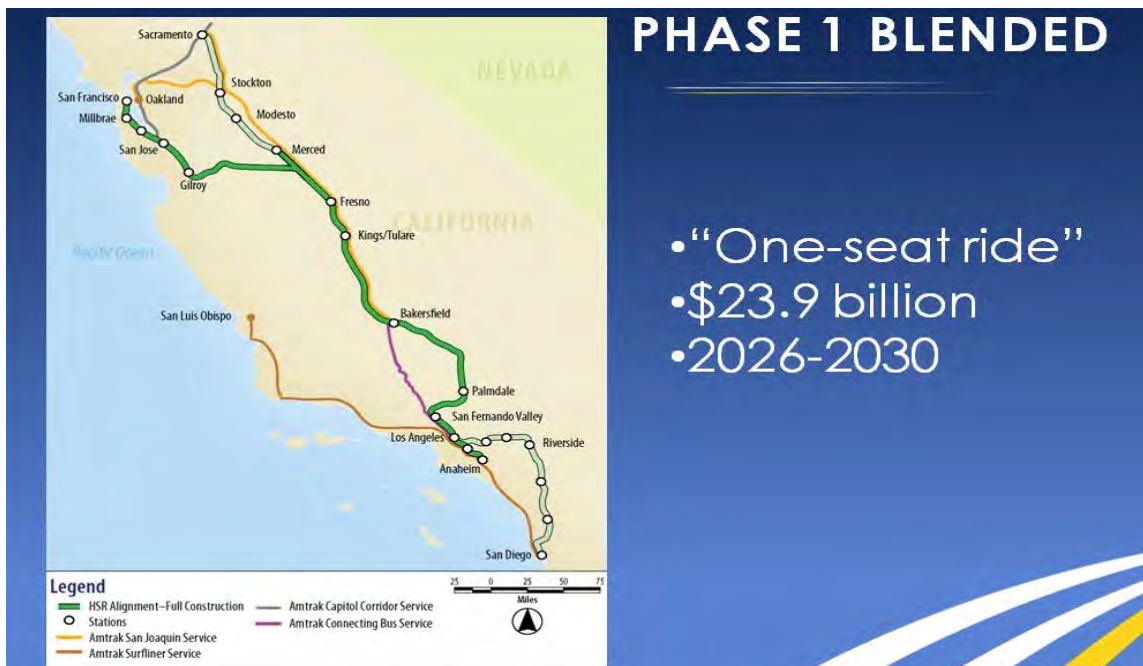 PHASE 1 BLENDED
Sacramento
NEVADA
Stockton
San Francisco
Oakland
Modesto
Millbrae
San Jose
Merced
Gilroy
Fresno
CALIFORNIA
Kings/Tulare
Pacific Ocean
San Luis Obispo
Bakersfield
Palmdale
San Fernando Valley
Los Angeles
Riverside
Anaheim
San Diego
•“One-seat ride”
•$23.9 billion
•2026-2030
Legend
HSR Alignment–Full Construction
Stations
Amtrak San Joaquin Service
Amtrak Surfliner Service
Amtrak Capitol Corridor Service
Amtrak Connecting Bus Service
25 0 25 50 75
Miles
N